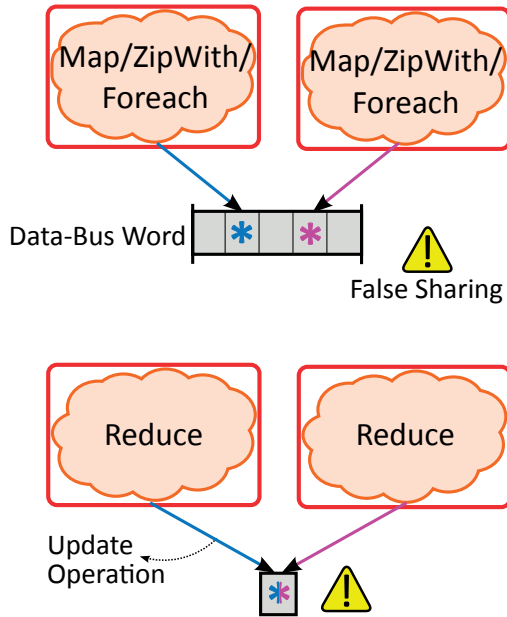 Map/ZipWith/
Foreach
Map/ZipWith/
Foreach
Data-Bus Word
* *
!
False Sharing
Reduce
Reduce
Update
Operation
*
!